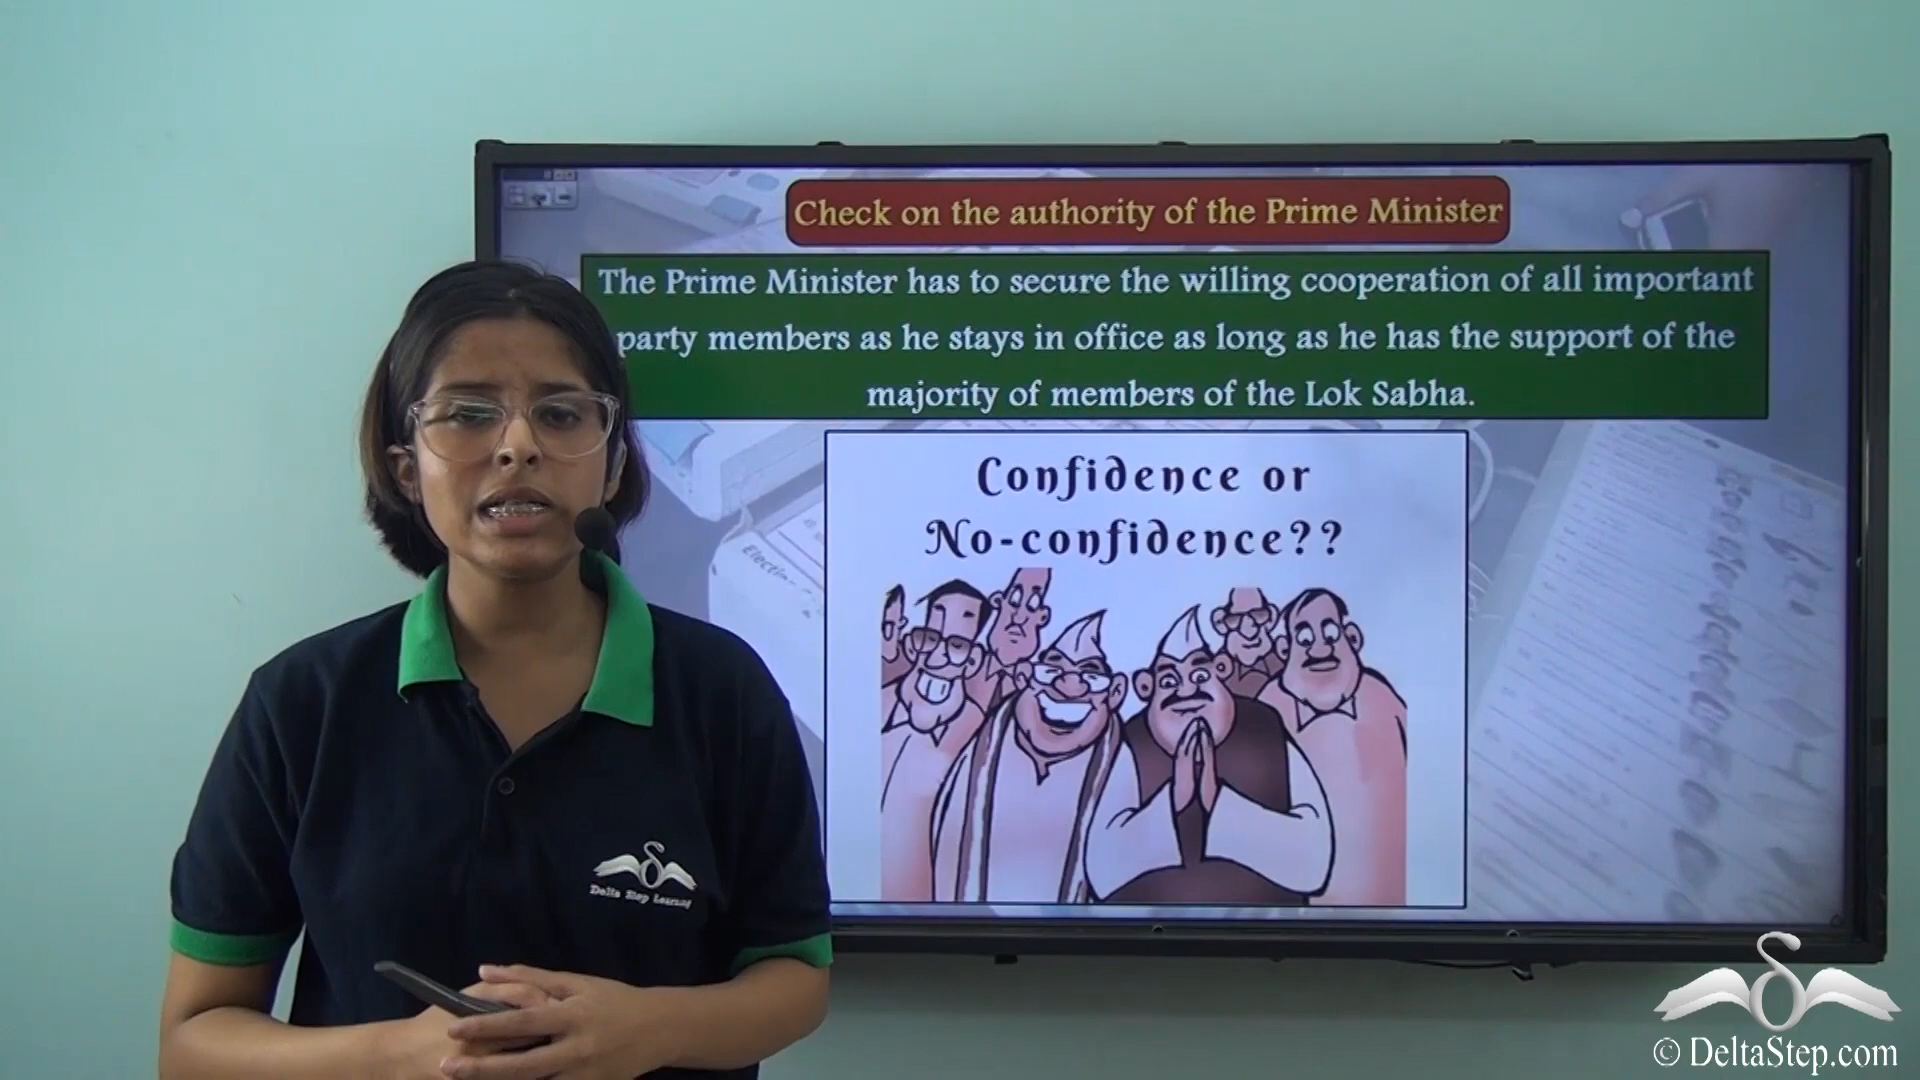 Check on the authority of the Prime Minister
The Prime Minister has to secure the willing cooperation of all important
party members as he stays in office as long as he has the support of the
majority of members of the Lok Sabha.
Confidence or
No-confidence??
Delta Step Learning
© DeltaStep.com